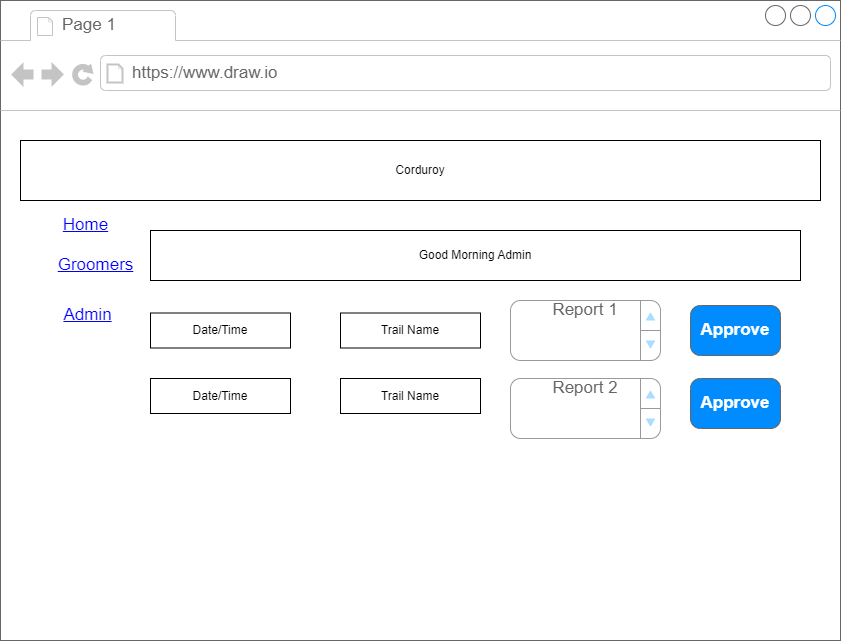 Page 1
https://www.draw.io
Corduroy
Home
Good Morning Admin
Groomers
Admin
Date/Time
Trail Name
Report 1
Approve
Date/Time
Trail Name
Report 2
Approve